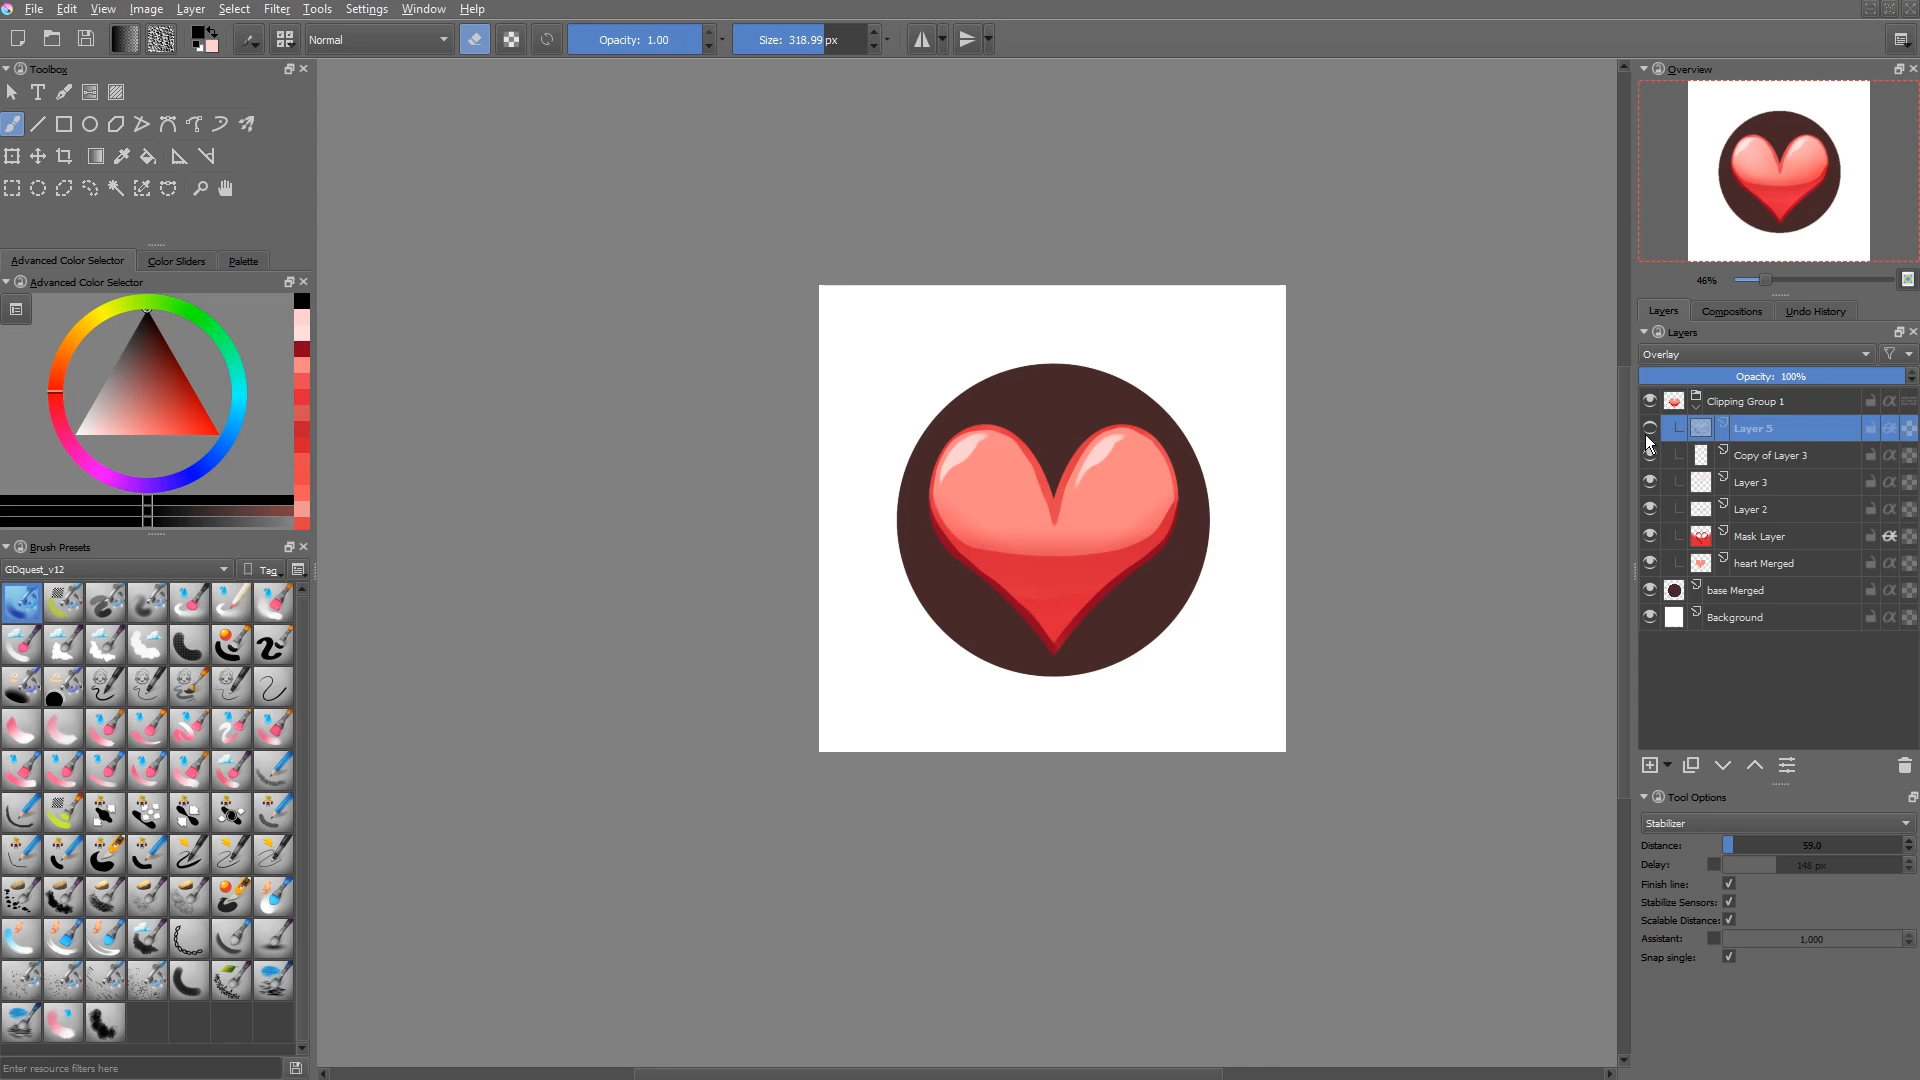 File Edit View Image Layer Select Filter Tools Settings Window Help
Normal Opacity: 1.00 Size: 318.99 px
Toolbox
Advanced Color Selector Color Sliders Palette
Advanced Color Selector
Brush Presets
GDquest_v12 Tag
Enter resource filters here
Overview
46%
Layers Compositions Undo History
Layers
Overlay
Opacity: 100%
Clipping Group 1
Layer 5
Copy of Layer 3
Layer 3
Layer 2
Mask Layer
heart Merged
base Merged
Background
Tool Options
Stabilizer
Distance: 59.0
Delay: 148 px
Finish line:
Stabilize Sensors:
Scalable Distance:
Assistant: 1,000
Snap single: